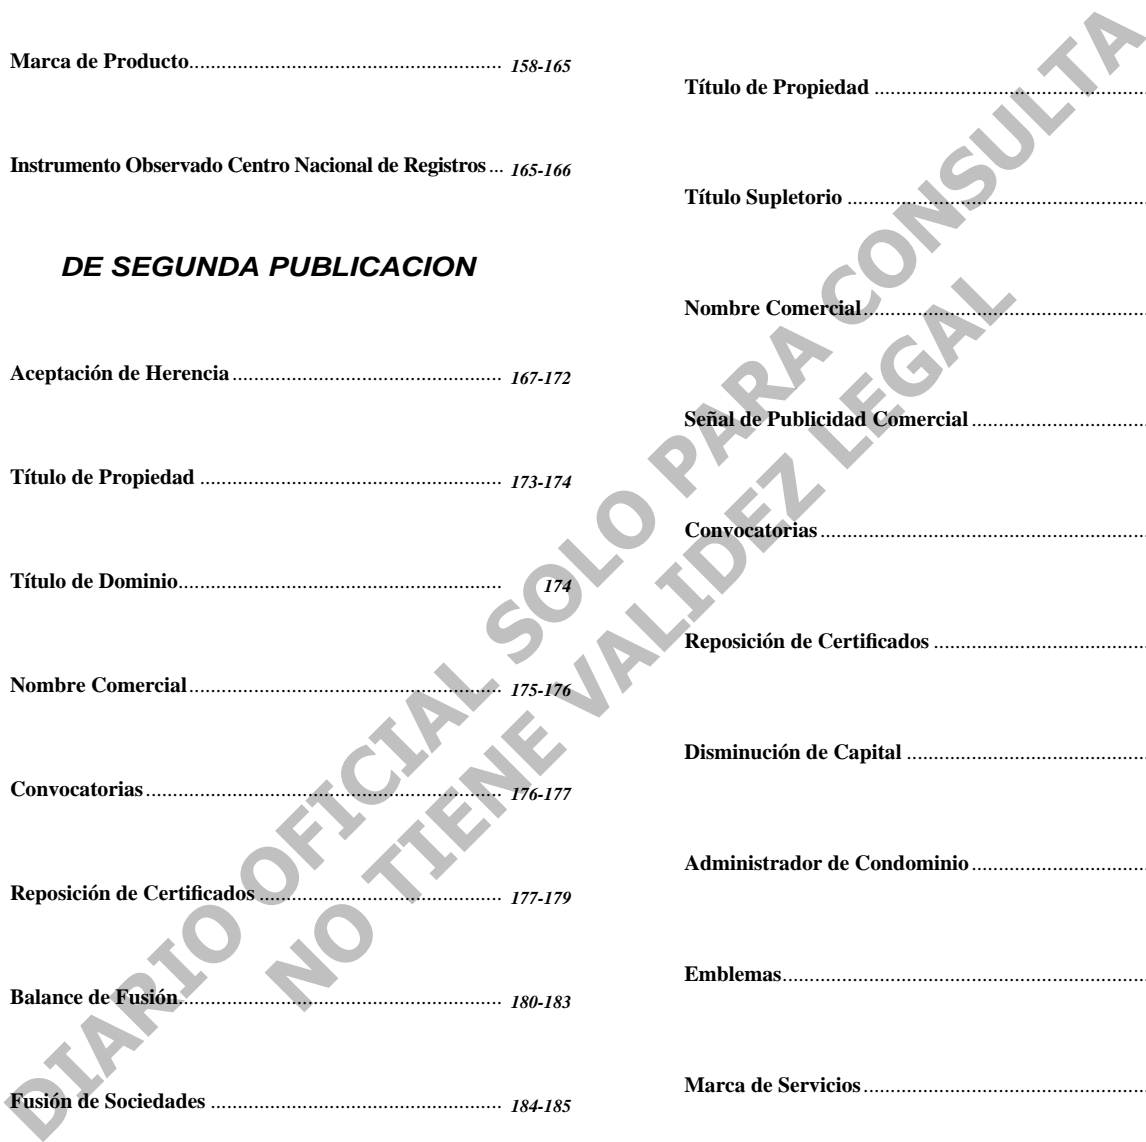 Marca de Producto.......................................................... 158-165
Instrumento Observado Centro Nacional de Registros ... 165-166
DE SEGUNDA PUBLICACION
Aceptación de Herencia .................................................. 167-172
Título de Propiedad ........................................................ 173-174
Título de Dominio............................................................ 174
Nombre Comercial .......................................................... 175-176
Convocatorias .................................................................. 176-177
Reposición de Certificados ............................................. 177-179
Balance de Fusión............................................................ 180-183
Fusión de Sociedades ...................................................... 184-185
Título de Propiedad ..................................................
Título Supletorio .......................................................
Nombre Comercial ....................................................
Señal de Publicidad Comercial ................................
Convocatorias ............................................................
Reposición de Certificados .......................................
Disminución de Capital ............................................
Administrador de Condominio ................................
Emblemas...................................................................
Marca de Servicios ....................................................
DIARIO OFICIAL SOLO PARA CONSULTA
NO TIENE VALIDEZ LEGAL